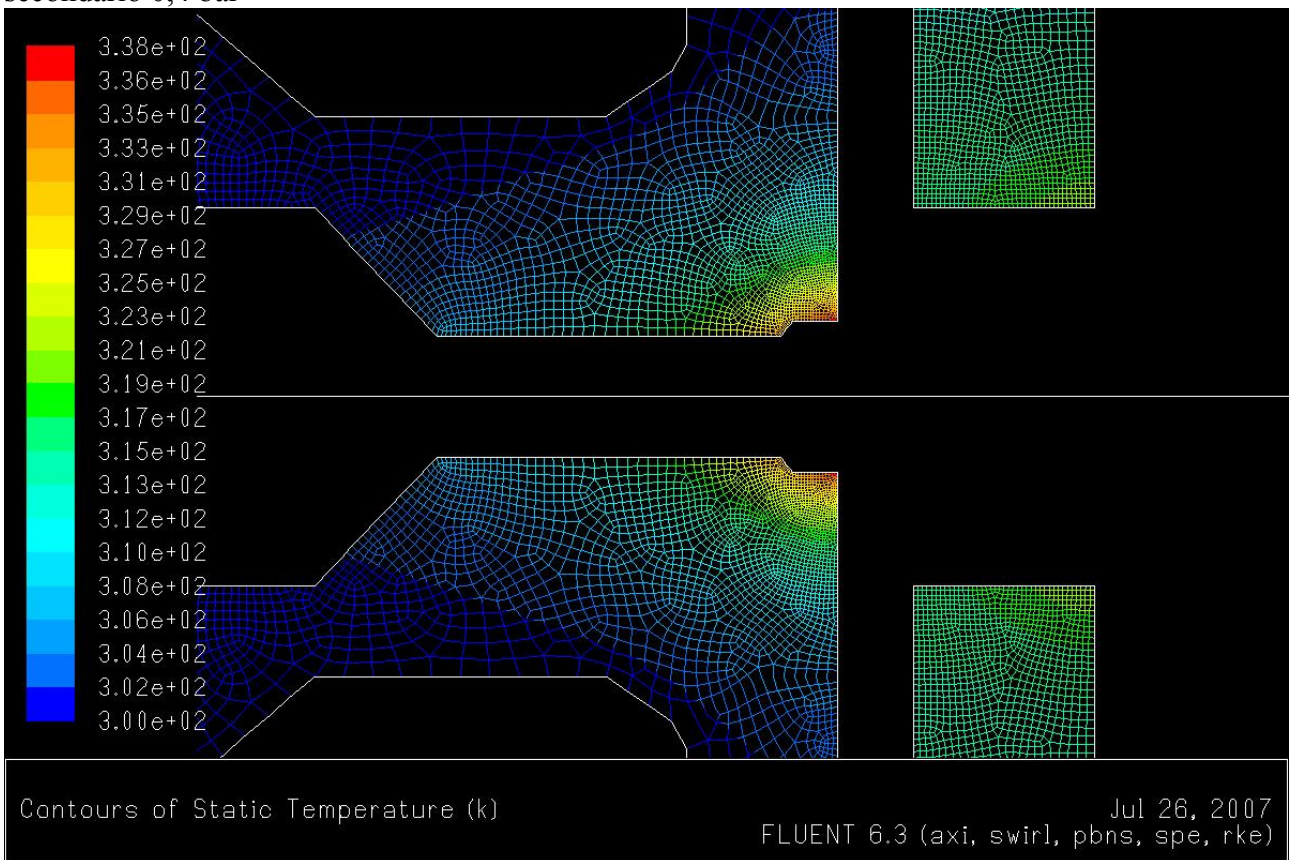 secondario 0,4 bar
3.38e+02
3.36e+02
3.35e+02
3.33e+02
3.31e+02
3.29e+02
3.27e+02
3.25e+02
3.23e+02
3.21e+02
3.19e+02
3.17e+02
3.15e+02
3.13e+02
3.12e+02
3.10e+02
3.08e+02
3.06e+02
3.04e+02
3.02e+02
3.00e+02
Contours of Static Temperature (k)
Jul 26, 2007
FLUENT 6.3 (axi, swirl, pbns, spe, rke)